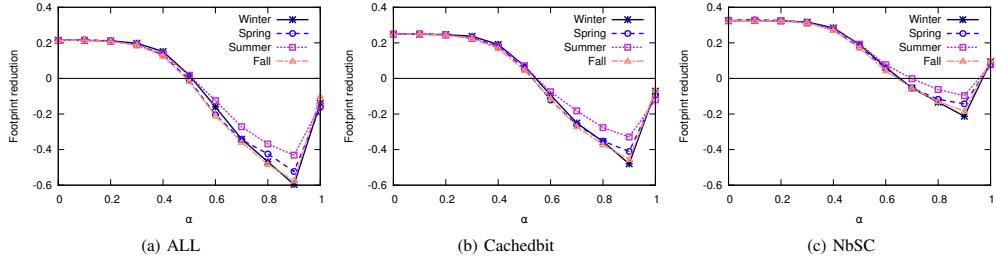 0.4
0.2
0
-0.2
-0.4
-0.6
Footprint reduction
Winter
Spring
Summer
Fall
0 0.2 0.4 0.6 0.8 1
α
(a) ALL
0.4
0.2
0
-0.2
-0.4
-0.6
Footprint reduction
Winter
Spring
Summer
Fall
0 0.2 0.4 0.6 0.8 1
α
(b) Cachedbit
0.4
0.2
0
-0.2
-0.4
-0.6
Footprint reduction
Winter
Spring
Summer
Fall
0 0.2 0.4 0.6 0.8 1
α
(c) NbSC